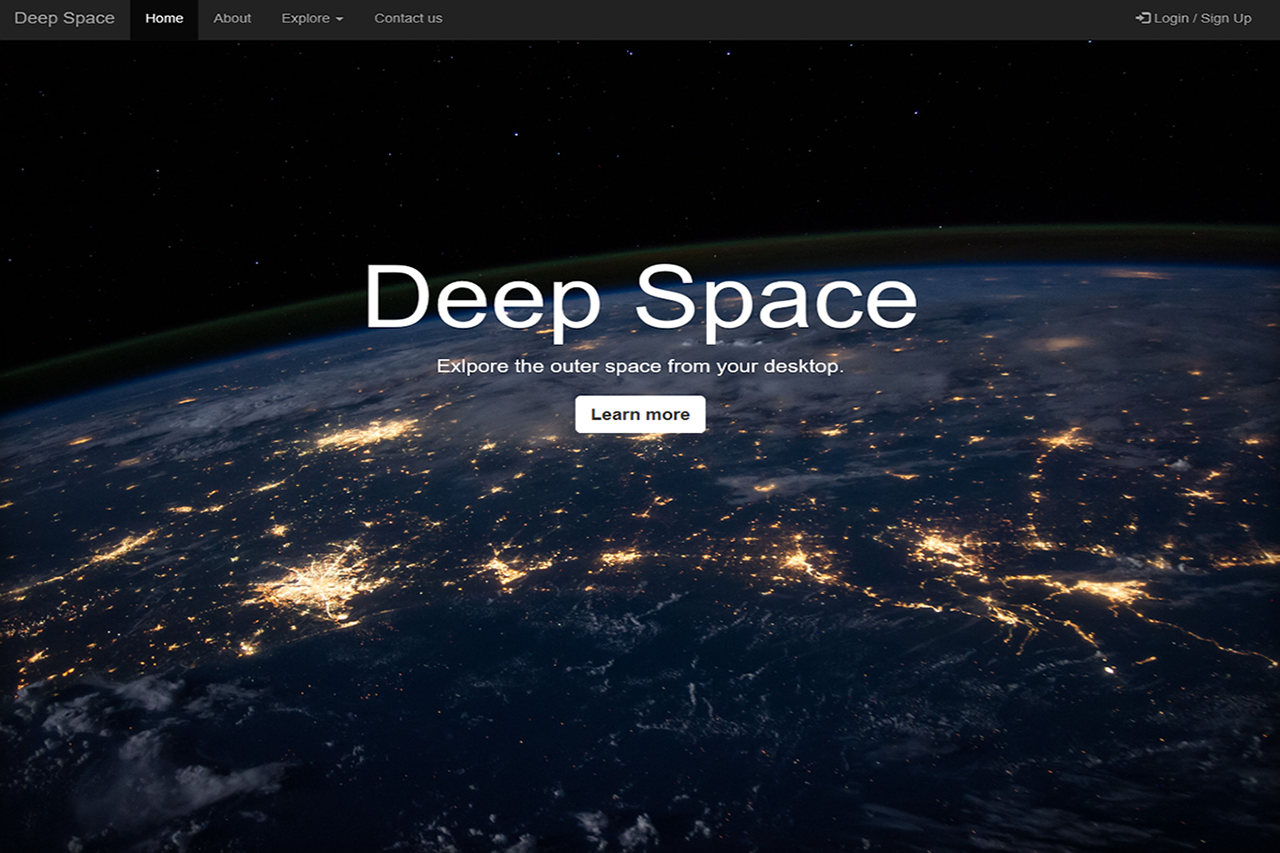 Deep Space Home About Explore Contact us Login / Sign Up
Deep Space
Exlpore the outer space from your desktop.
Learn more